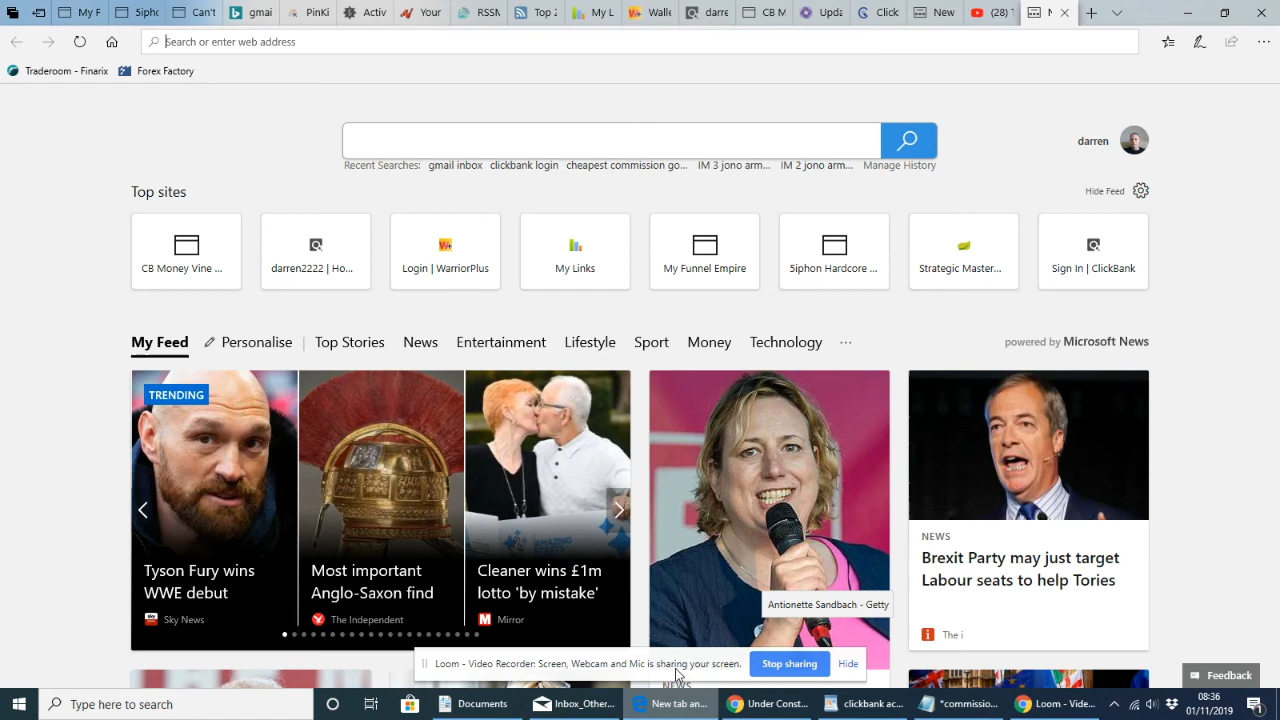 My F
5iph
Cant
gmai
PinKi
Activ
Your
RSSM
Top 2
My L
Walle
darre
CB M
Upda
Click
New
(28) T
N
Search or enter web address
Traderoom - Finarix
Forex Factory
darren
Recent Searches: gmail inbox clickbank login cheapest commission go... IM 3 jono arm... IM 2 jono arm... Manage History
Top sites
Hide Feed
CB Money Vine ...
darren2222 | Ho...
Login | WarriorPlus
My Links
My Funnel Empire
5iphon Hardcore ...
Strategic Master...
Sign In | ClickBank
My Feed Personalise | Top Stories News Entertainment Lifestyle Sport Money Technology ...
powered by Microsoft News
TRENDING
Tyson Fury wins
WWE debut
Sky News
Most important
Anglo-Saxon find
The Independent
Cleaner wins £1m
lotto 'by mistake'
Mirror
Antionette Sandbach - Getty
NEWS
NEWS
Brexit Party may just target
Labour seats to help Tories
The i
Loom - Video Recorder: Screen, Webcam and Mic is sharing your screen.
Stop sharing
Hide
Feedback
Type here to search
Documents
Inbox_Other...
New tab an...
Under Const...
clickbank ac...
*commissio...
Loom - Vide...
08:36
01/11/2019